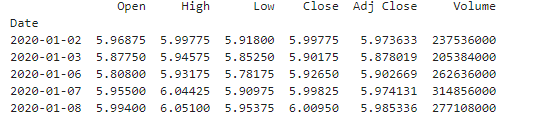 Open High Low Close Adj Close Volume
Date
2020-01-02 5.96875 5.99775 5.91800 5.99775 5.973633 237536000
2020-01-03 5.87750 5.94575 5.85250 5.90175 5.878019 205384000
2020-01-06 5.80800 5.93175 5.78175 5.92650 5.902669 262636000
2020-01-07 5.95500 6.04425 5.90975 5.99825 5.974131 314856000
2020-01-08 5.99400 6.05100 5.95375 6.00950 5.985336 277108000